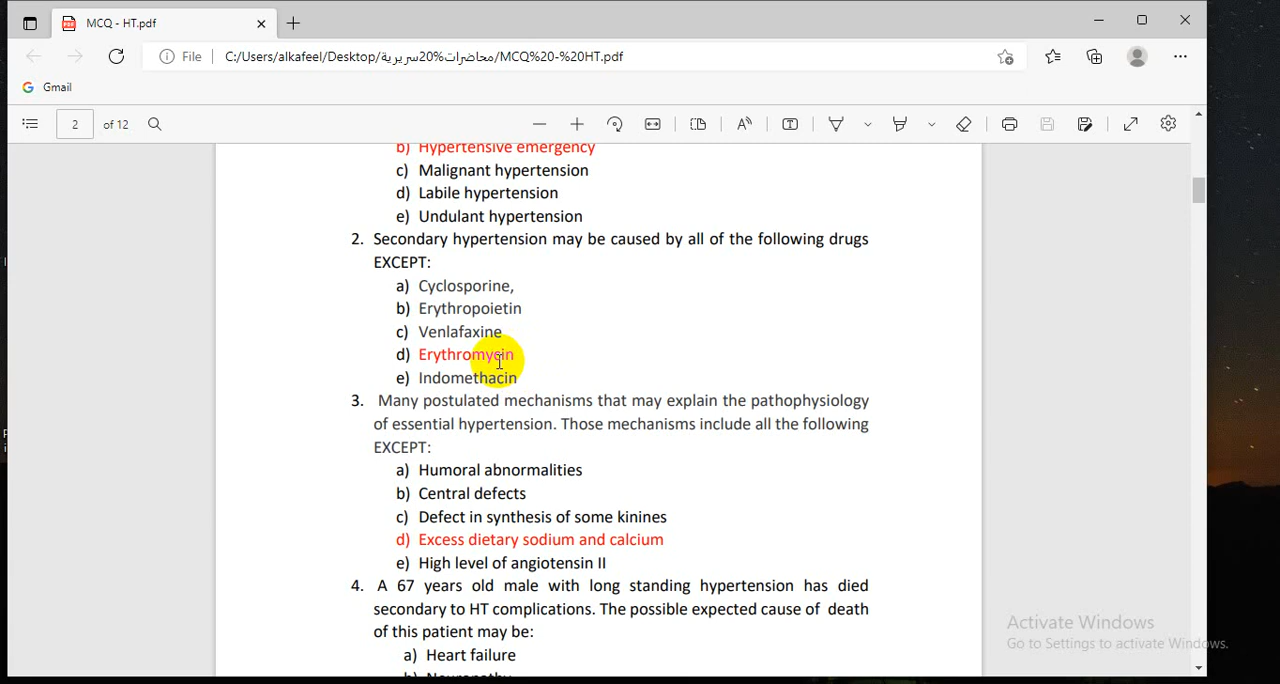 MCQ - HT.pdf
File C:/Users/alkafeel/Desktop/محاضرات%20سريرية/MCQ%20-%20HT.pdf
Gmail
2 of 12
b) Hypertensive emergency
c) Malignant hypertension
d) Labile hypertension
e) Undulant hypertension
2. Secondary hypertension may be caused by all of the following drugs
EXCEPT:
a) Cyclosporine,
b) Erythropoietin
c) Venlafaxine
d) Erythromycin
e) Indomethacin
3. Many postulated mechanisms that may explain the pathophysiology
of essential hypertension. Those mechanisms include all the following
EXCEPT:
a) Humoral abnormalities
b) Central defects
c) Defect in synthesis of some kinines
d) Excess dietary sodium and calcium
e) High level of angiotensin II
4. A 67 years old male with long standing hypertension has died
secondary to HT complications. The possible expected cause of death
of this patient may be:
a) Heart failure
b) Neuropathy
Activate Windows
Go to Settings to activate Windows.